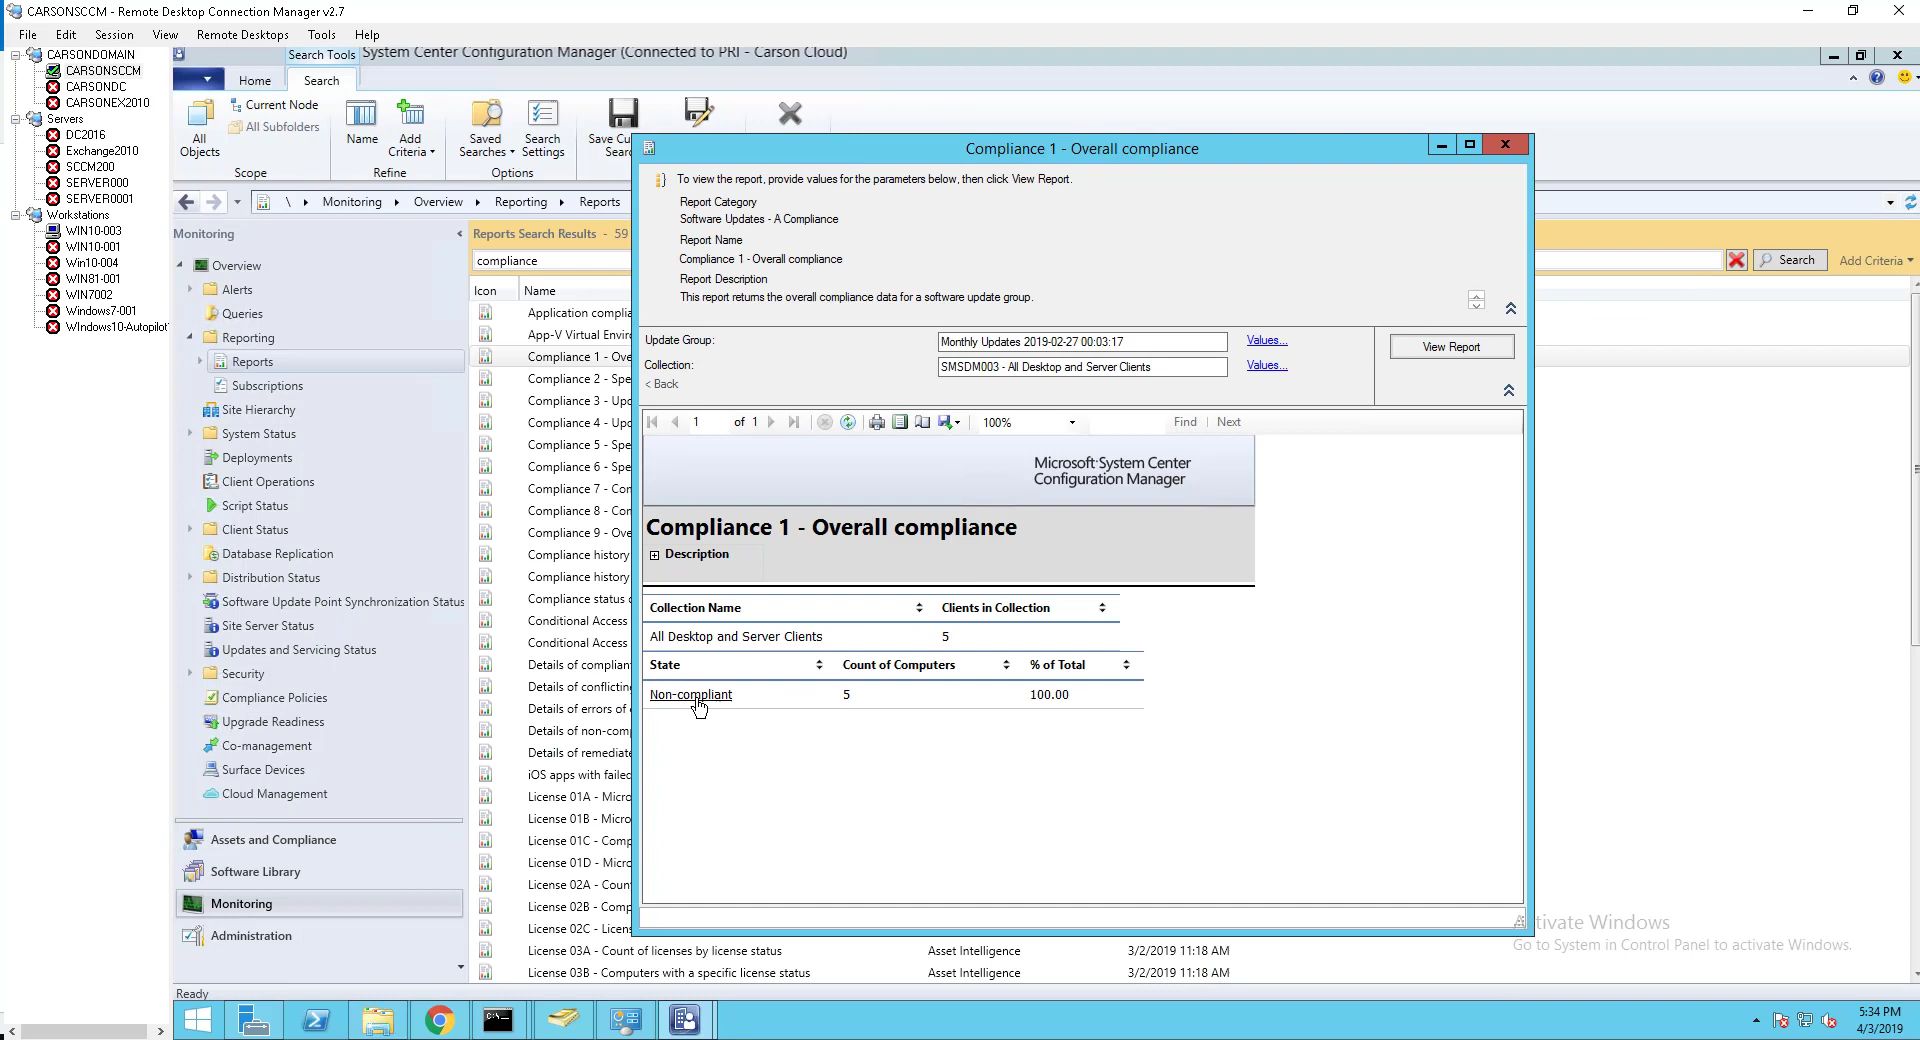 CARSONSCCM - Remote Desktop Connection Manager v2.7
File Edit Session View Remote Desktops Tools Help
CARSONDOMAIN
CARSONSCCM
CARSONDC
CARSONEX2010
Servers
DC2016
Exchange2010
SCCM200
SERVER000
SERVER0001
Workstations
WIN10-003
WIN10-001
Win10-004
WIN81-001
WIN7002
Windows7-001
WIndows10-Autopilot
Search Tools System Center Configuration Manager (Connected to PRI - Carson Cloud)
Home Search
All Objects
Current Node
All Subfolders
Scope
Name
Add Criteria
Refine
Saved Searches
Search Settings
Options
Save Cu
Sear
\ Monitoring Overview Reporting Reports
Monitoring
Overview
Alerts
Queries
Reporting
Reports
Subscriptions
Site Hierarchy
System Status
Deployments
Client Operations
Script Status
Client Status
Database Replication
Distribution Status
Software Update Point Synchronization Status
Site Server Status
Updates and Servicing Status
Security
Compliance Policies
Upgrade Readiness
Co-management
Surface Devices
Cloud Management
Assets and Compliance
Software Library
Monitoring
Administration
Ready
Reports Search Results - 59
compliance
Search Add Criteria
Icon Name
Application complia
App-V Virtual Envir
Compliance 1 - Ove
Compliance 2 - Spe
Compliance 3 - Upd
Compliance 4 - Upd
Compliance 5 - Spe
Compliance 6 - Spe
Compliance 7 - Con
Compliance 8 - Con
Compliance 9 - Ove
Compliance history
Compliance history
Compliance status o
Conditional Access
Conditional Access
Details of complian
Details of conflictin
Details of errors of
Details of non-comp
Details of remediate
iOS apps with failed
License 01A - Micro
License 01B - Micro
License 01C - Comp
License 01D - Micro
License 02A - Coun
License 02B - Comp
License 02C - Licens
License 03A - Count of licenses by license status Asset Intelligence 3/2/2019 11:18 AM
License 03B - Computers with a specific license status Asset Intelligence 3/2/2019 11:18 AM
Compliance 1 - Overall compliance
To view the report, provide values for the parameters below, then click View Report.
Report Category
Software Updates - A Compliance
Report Name
Compliance 1 - Overall compliance
Report Description
This report returns the overall compliance data for a software update group.
Update Group: Monthly Updates 2019-02-27 00:03:17 Values...
View Report
Collection: SMSDM003 - All Desktop and Server Clients Values...
< Back
1 of 1 100% Find | Next
Microsoft System Center
Configuration Manager
Compliance 1 - Overall compliance
Description
Collection Name Clients in Collection
All Desktop and Server Clients 5
State Count of Computers % of Total
Non-compliant 5 100.00
tivate Windows
Go to System in Control Panel to activate Windows.
5:34 PM
4/3/2019